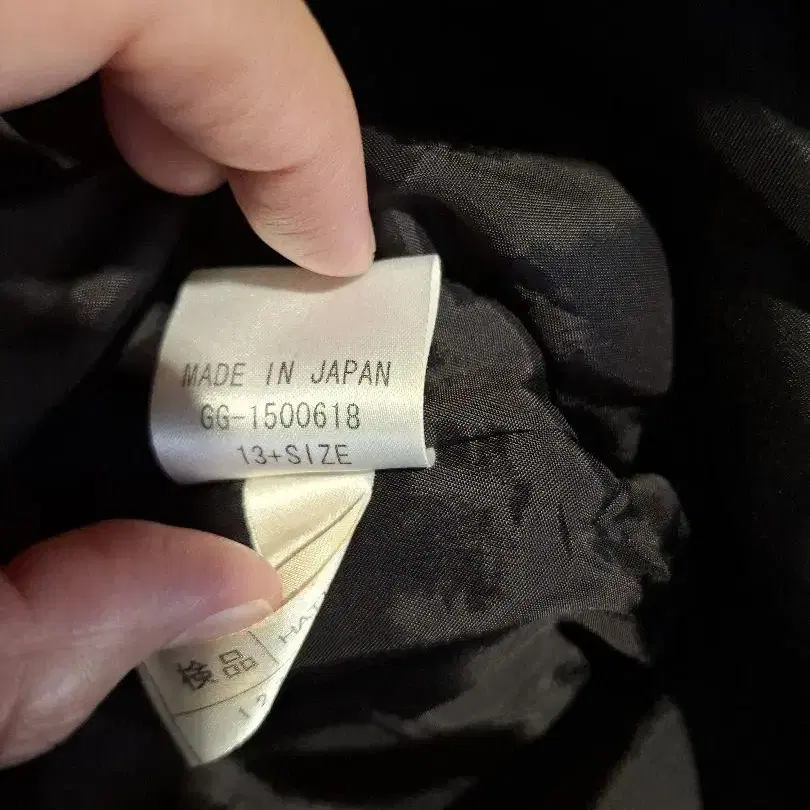 MADE IN JAPAN
GG-1500618
13+SIZE
検品